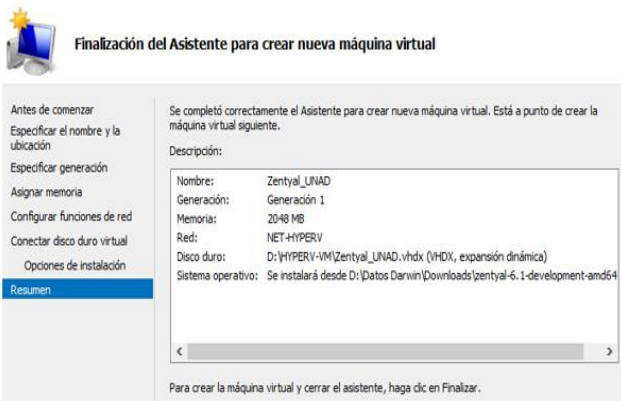 Finalización del Asistente para crear nueva máquina virtual
Antes de comenzar
Especificar el nombre y la
ubicación
Especificar generación
Asignar memoria
Configurar funciones de red
Conectar disco duro virtual
Opciones de instalación
Resumen
Se completó correctamente el Asistente para crear nueva máquina virtual. Está a punto de crear la
máquina virtual siguiente.
Descripción:
Nombre: Zentyal_UNAD
Generación: Generación 1
Memoria: 2048 MB
Red: NET-HYPERV
Disco duro: D:\HYPERV-VM\Zentyal_UNAD.vhdx (VHDX, expansión dinámica)
Sistema operativo: Se instalará desde D:\Datos Darwin\Downloads\zentyal-6.1-development-amd64
Para crear la máquina virtual y cerrar el asistente, haga clic en Finalizar.